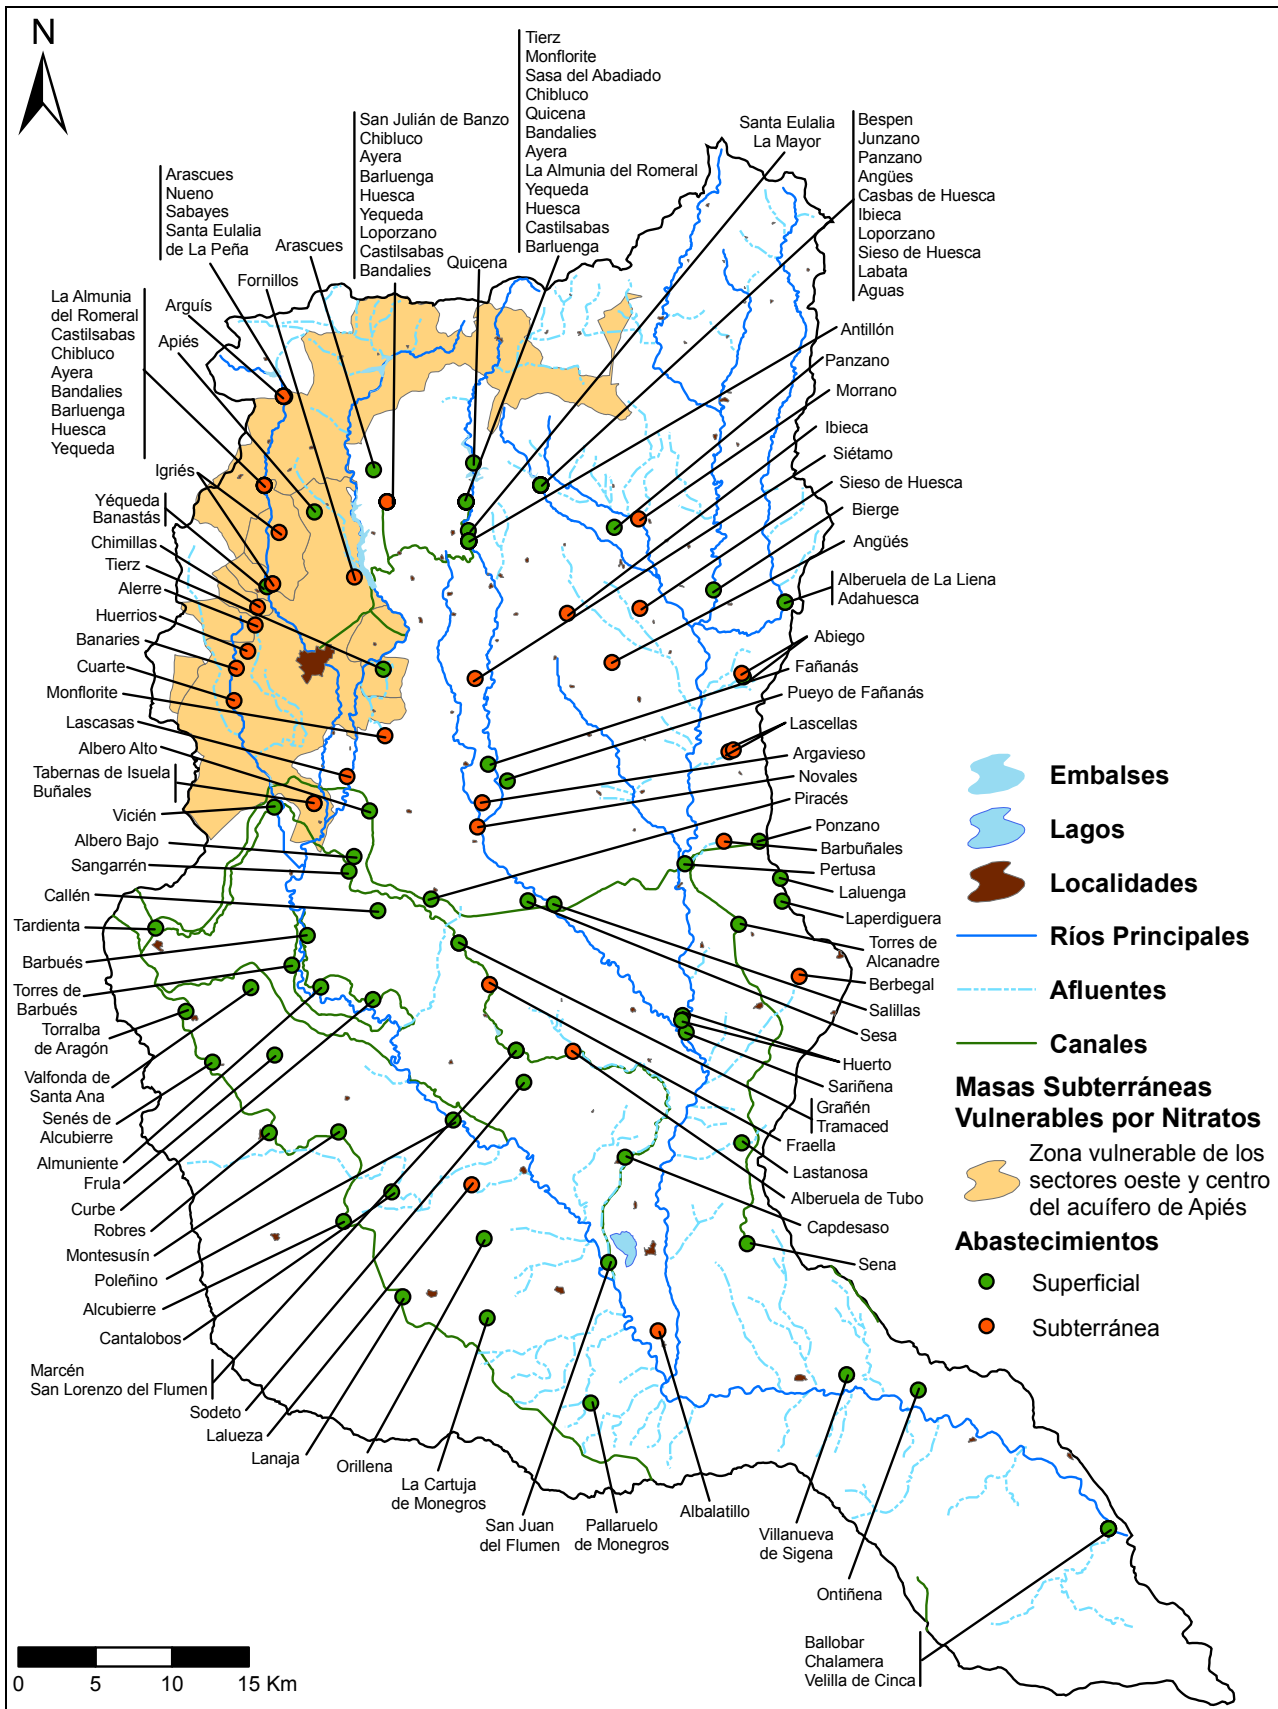 N
Tierz
Monflorite
Sasa del Abadiado
Chibluco
Quicena
Bandalies
Ayera
La Almunia del Romeral
Yequeda
Huesca
Castilsabas
Barluenga
San Julián de Banzo
Chibluco
Ayera
Barluenga
Huesca
Yequeda
Loporzano
Castilsabas
Bandalies
Santa Eulalia
La Mayor
Bespen
Junzano
Panzano
Angües
Casbas de Huesca
Ibieca
Loporzano
Sieso de Huesca
Labata
Aguas
Arascues
Nueno
Sabayes
Santa Eulalia
de La Peña
Arascues
Quicena
Fornillos
Arguís
Apiés
La Almunia
del Romeral
Castilsabas
Chibluco
Ayera
Bandalies
Barluenga
Huesca
Yequeda
Igriés
Yéqueda
Banastás
Chimillas
Tierz
Alerre
Huerrios
Banaries
Cuarte
Monflorite
Lascasas
Albero Alto
Tabernas de Isuela
Buñales
Vicién
Albero Bajo
Sangarrén
Callén
Tardienta
Barbués
Torres de
Barbués
Torralba
de Aragón
Valfonda de
Santa Ana
Senés de
Alcubierre
Almuniente
Frula
Curbe
Robres
Montesusín
Poleñino
Alcubierre
Cantalobos
Marcén
San Lorenzo del Flumen
Sodeto
Lalueza
Lanaja
Orillena
La Cartuja
de Monegros
San Juan
del Flumen
Pallaruelo
de Monegros
Albalatillo
Villanueva
de Sigena
Ontiñena
Ballobar
Chalamera
Velilla de Cinca
Antillón
Panzano
Morrano
Ibieca
Siétamo
Sieso de Huesca
Bierge
Angüés
Alberuela de La Liena
Adahuesca
Abiego
Fañanás
Pueyo de Fañanás
Lascellas
Argavieso
Novales
Piracés
Ponzano
Barbuñales
Pertusa
Laluenga
Laperdiguera
Torres de
Alcanadre
Berbegal
Salillas
Sesa
Huerto
Sariñena
Grañén
Tramaced
Fraella
Lastanosa
Alberuela de Tubo
Capdesaso
Sena
Embalses
Lagos
Localidades
Ríos Principales
Afluentes
Canales
Masas Subterráneas
Vulnerables por Nitratos
Zona vulnerable de los
sectores oeste y centro
del acuífero de Apiés
Abastecimientos
Superficial
Subterránea
0 5 10 15 Km